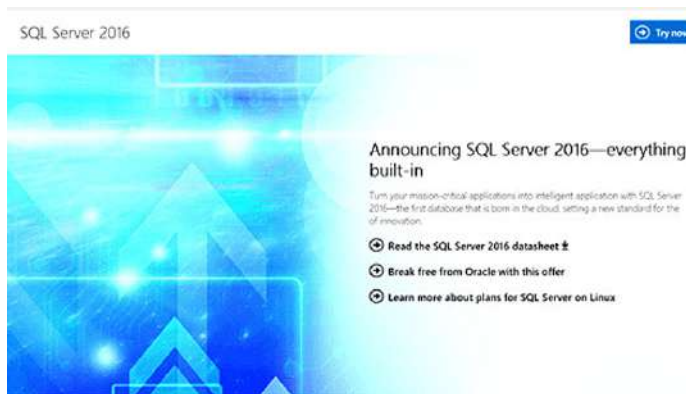 SQL Server 2016
Try now
Announcing SQL Server 2016—everything
built-in
Turn your mission-critical applications into intelligent application with SQL Server
2016—the first database that is born in the cloud, setting a new standard for the
of innovation.
Read the SQL Server 2016 datasheet
Break free from Oracle with this offer
Learn more about plans for SQL Server on Linux